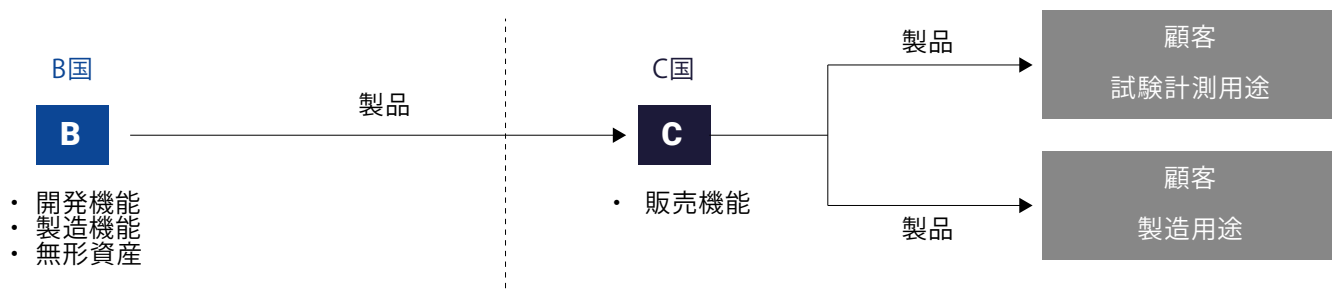 B国
B
・ 開発機能
・ 製造機能
・ 無形資産
製品
C国
C
・ 販売機能
製品
顧客
試験計測用途
製品
顧客
製造用途